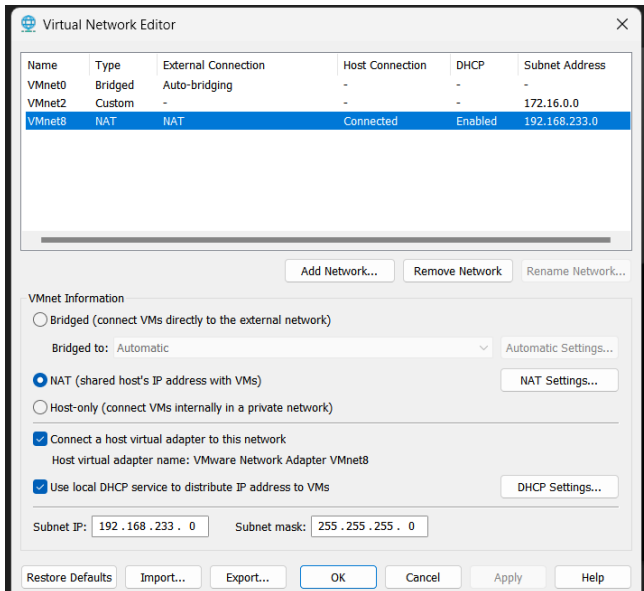 Virtual Network Editor
Name Type External Connection Host Connection DHCP Subnet Address
VMnet0 Bridged Auto-bridging - - -
VMnet2 Custom - - - 172.16.0.0
VMnet8 NAT NAT Connected Enabled 192.168.233.0
Add Network... Remove Network Rename Network...
VMnet Information
Bridged (connect VMs directly to the external network)
Bridged to: Automatic Automatic Settings...
NAT (shared host's IP address with VMs) NAT Settings...
Host-only (connect VMs internally in a private network)
Connect a host virtual adapter to this network
Host virtual adapter name: VMware Network Adapter VMnet8
Use local DHCP service to distribute IP address to VMs DHCP Settings...
Subnet IP: 192 . 168 . 233 . 0 Subnet mask: 255 . 255 . 255 . 0
Restore Defaults Import... Export... OK Cancel Apply Help